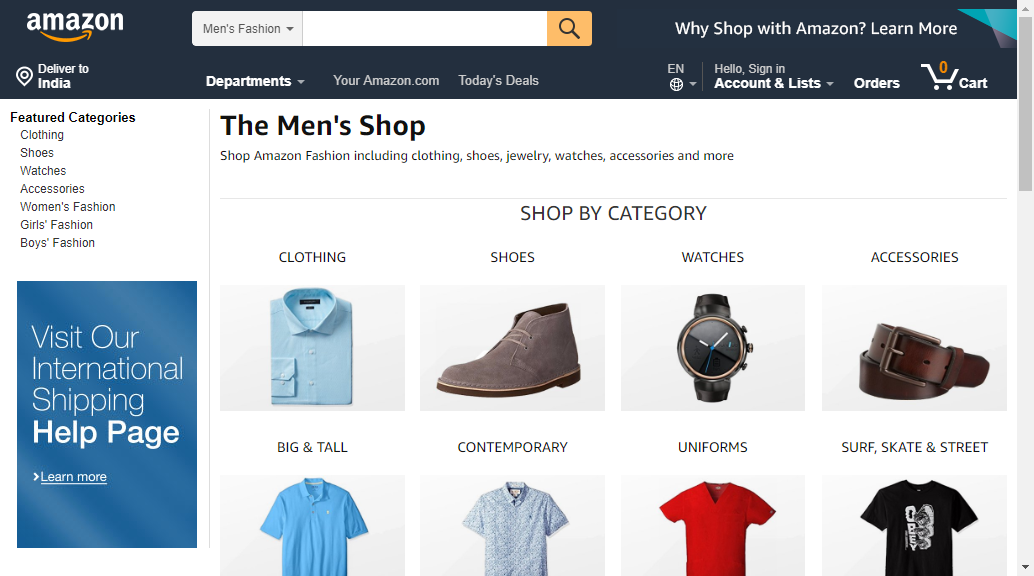 amazon
Men's Fashion
Why Shop with Amazon? Learn More
Deliver to
India
Departments
Your Amazon.com
Today's Deals
EN
Hello, Sign in
Account & Lists
Orders
0
Cart
Featured Categories
Clothing
Shoes
Watches
Accessories
Women's Fashion
Girls' Fashion
Boys' Fashion
Visit Our
International
Shipping
Help Page
Learn more
The Men's Shop
Shop Amazon Fashion including clothing, shoes, jewelry, watches, accessories and more
SHOP BY CATEGORY
CLOTHING
SHOES
WATCHES
ACCESSORIES
BIG & TALL
CONTEMPORARY
UNIFORMS
SURF, SKATE & STREET
OBEY